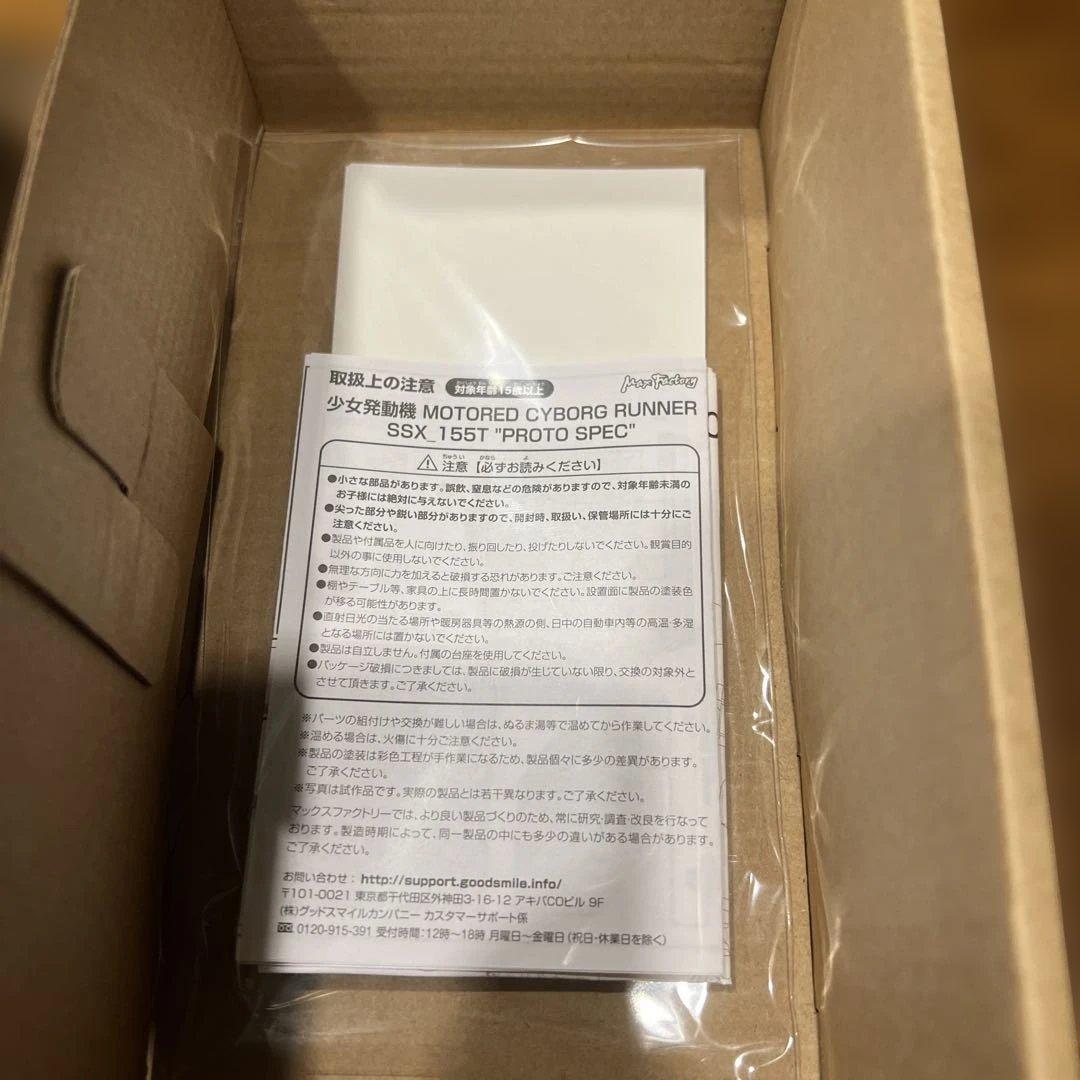 取扱上の注意 対象年齢15歳以上 Max Factory
少女発動機 MOTORED CYBORG RUNNER
SSX_155T "PROTO SPEC"
注意【必ずお読みください】
●小さな部品があります。誤飲、窒息などの危険がありますので、対象年齢未満の
お子様には絶対に与えないでください。
●尖った部分や鋭い部分がありますので、開封時、取扱い、保管場所には十分にご
注意ください。
●製品や付属品を人に向けたり、振り回したり、投げたりしないでください。観賞目的
以外の事に使用しないでください。
●無理な方向に力を加えると破損する恐れがあります。ご注意ください。
●棚やテーブル等、家具の上に長時間置かないでください。設置面に製品の塗装色
が移る可能性があります。
●直射日光の当たる場所や暖房器具等の熱源の側、日中の自動車内等の高温・多湿
となる場所には置かないでください。
●製品は自立しません。付属の台座を使用してください。
●パッケージ破損につきましては、製品に破損が生じていない限り、交換の対象外と
させて頂きます。ご了承ください。
※パーツの組付けや交換が難しい場合は、ぬるま湯等で温めてから作業してください。
※温める場合は、火傷に十分ご注意ください。
※製品の塗装は彩色工程が手作業になるため、製品個々に多少の差異があります。
ご了承ください。
※写真は試作品です。実際の製品とは若干異なります。ご了承ください。
マックスファクトリーでは、より良い製品づくりのため、常に研究・調査・改良を行なって
おります。製造時期によって、同一製品の中にも多少の違いがある場合があります。
ご了承ください。
お問い合わせ：http://support.goodsmile.info/
〒101-0021 東京都千代田区外神田3-16-12 アキバCOビル 9F
(株)グッドスマイルカンパニー カスタマーサポート係
0120-915-391 受付時間：12時～18時 月曜日～金曜日（祝日・休業日を除く）